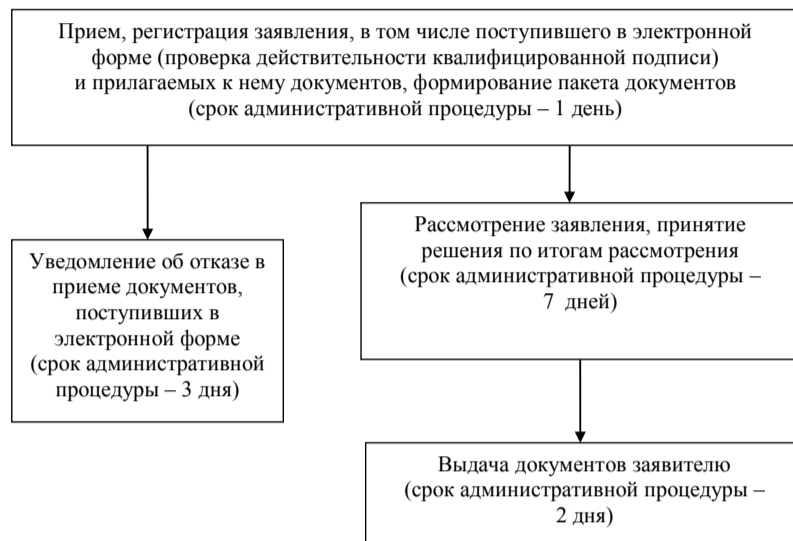 Прием, регистрация заявления, в том числе поступившего в электронной
форме (проверка действительности квалифицированной подписи)
и прилагаемых к нему документов, формирование пакета документов
(срок административной процедуры – 1 день)
Уведомление об отказе в
приеме документов,
поступивших в
электронной форме
(срок административной
процедуры – 3 дня)
Рассмотрение заявления, принятие
решения по итогам рассмотрения
(срок административной процедуры –
7 дней)
Выдача документов заявителю
(срок административной процедуры –
2 дня)